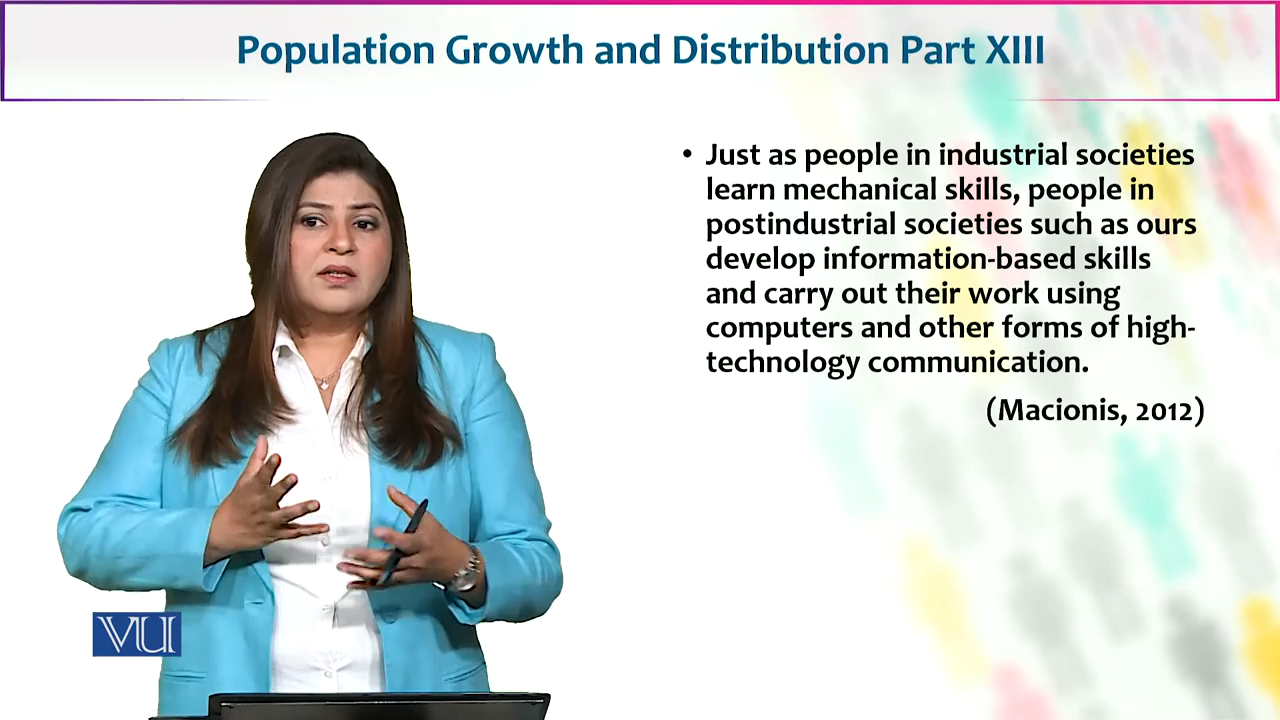 Population Growth and Distribution Part XIII
• Just as people in industrial societies
learn mechanical skills, people in
postindustrial societies such as ours
develop information-based skills
and carry out their work using
computers and other forms of high-
technology communication.
(Macionis, 2012)
VU